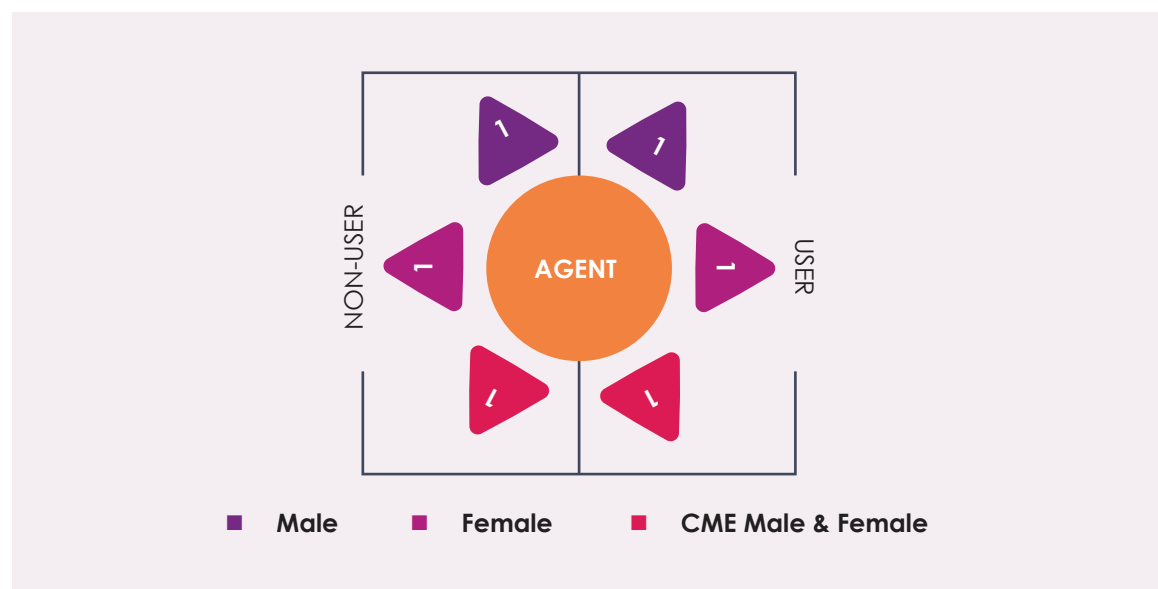 1
1
NON-USER
1
AGENT
1
USER
1
1
Male
Female
CME Male & Female